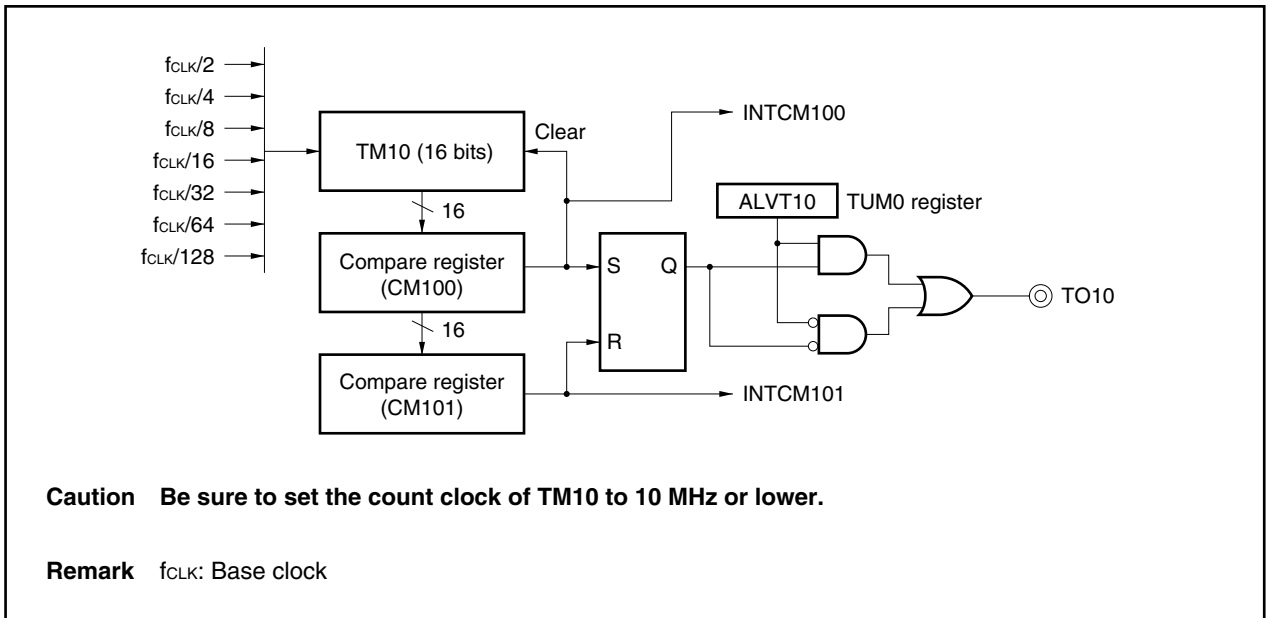 fCLK/2
fCLK/4
fCLK/8
fCLK/16
fCLK/32
fCLK/64
fCLK/128
TM10 (16 bits)
Clear
INTCM100
16
ALVT10
TUM0 register
Compare register
(CM100)
S
Q
R
TO10
16
Compare register
(CM101)
INTCM101
Caution Be sure to set the count clock of TM10 to 10 MHz or lower.
Remark fCLK: Base clock